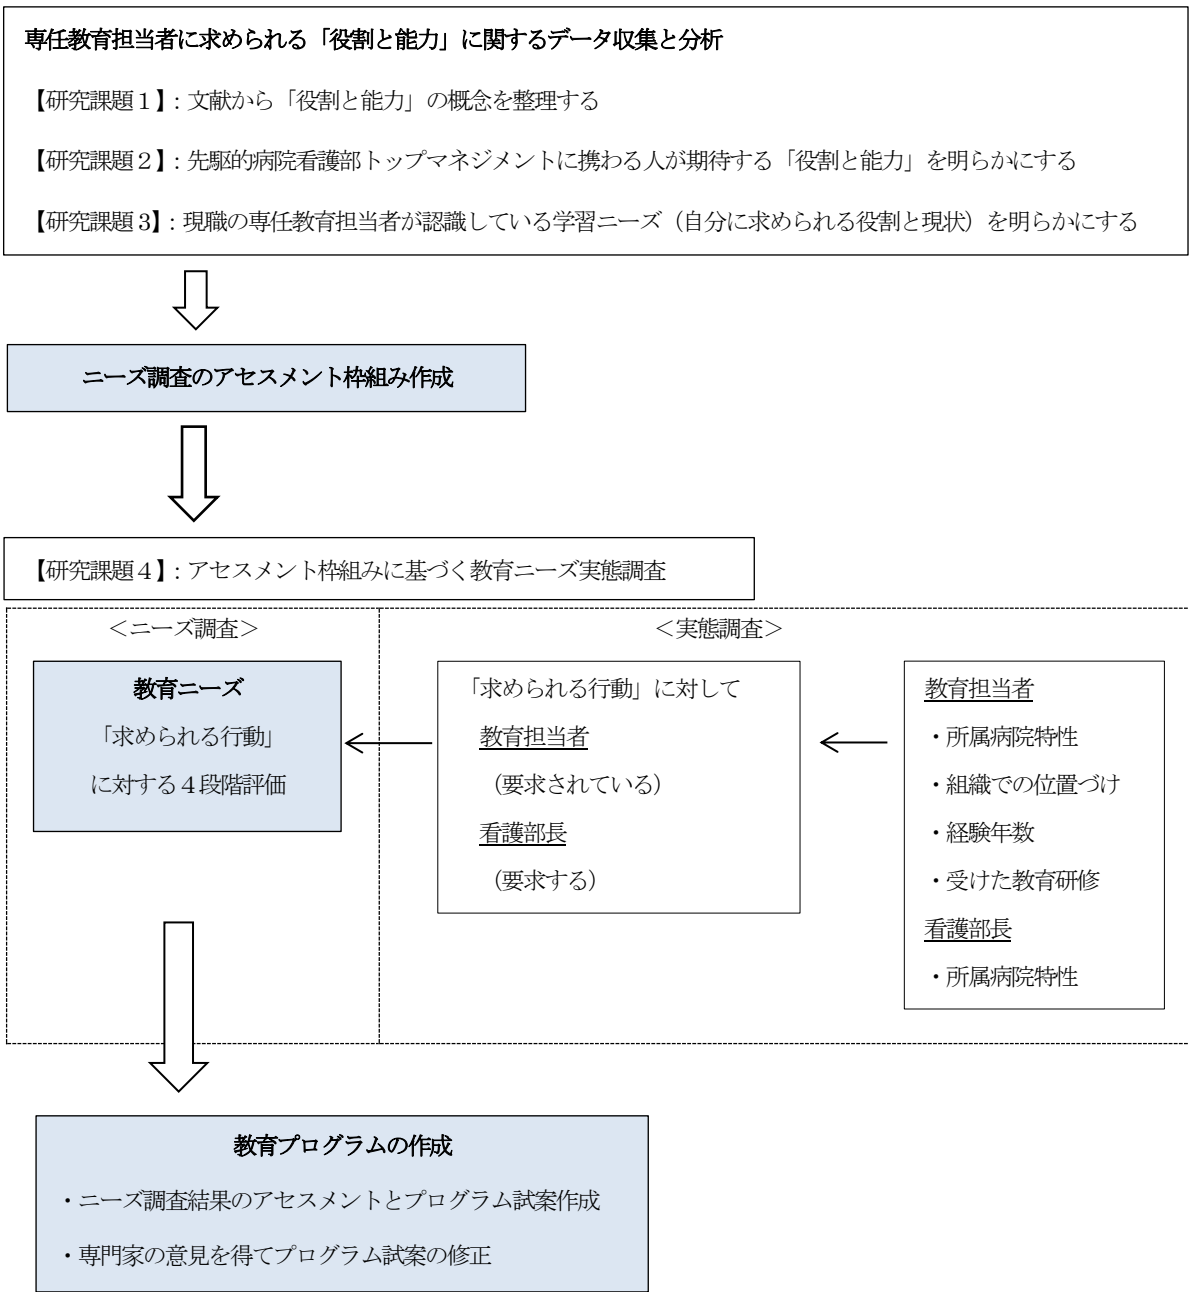 専任教育担当者に求められる「役割と能力」に関するデータ収集と分析
【研究課題１】：文献から「役割と能力」の概念を整理する
【研究課題２】：先駆的病院看護部トップマネジメントに携わる人が期待する「役割と能力」を明らかにする
【研究課題３】：現職の専任教育担当者が認識している学習ニーズ（自分に求められる役割と現状）を明らかにする
ニーズ調査のアセスメント枠組み作成
【研究課題４】：アセスメント枠組みに基づく教育ニーズ実態調査
＜ニーズ調査＞
教育ニーズ
「求められる行動」
に対する４段階評価
＜実態調査＞
「求められる行動」に対して
教育担当者
（要求されている）
看護部長
（要求する）
教育担当者
・所属病院特性
・組織での位置づけ
・経験年数
・受けた教育研修
看護部長
・所属病院特性
教育プログラムの作成
・ニーズ調査結果のアセスメントとプログラム試案作成
・専門家の意見を得てプログラム試案の修正